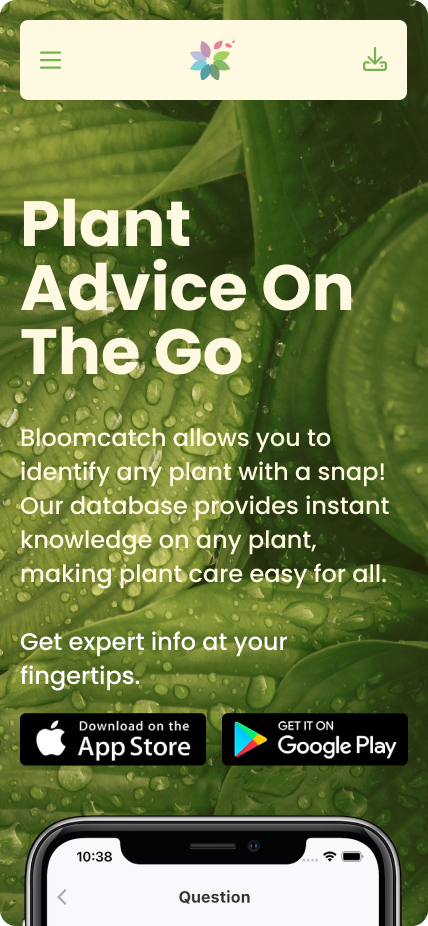 Plant
Advice On
The Go
Bloomcatch allows you to
identify any plant with a snap!
Our database provides instant
knowledge on any plant,
making plant care easy for all.
Get expert info at your
fingertips.
Download on the
App Store
GET IT ON
Google Play
10:38
Question